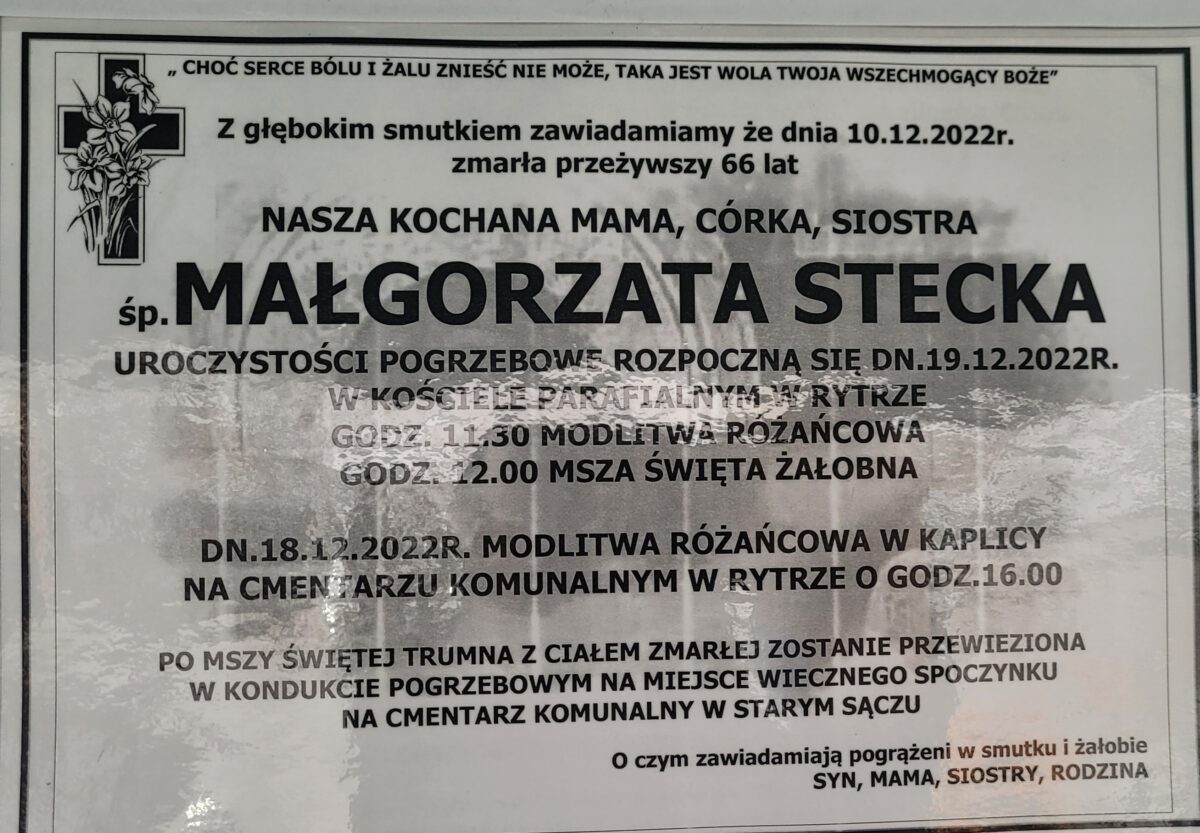 „ CHOĆ SERCE BÓLU I ŻALU ZNIEŚĆ NIE MOŻE, TAKA JEST WOLA TWOJA WSZECHMOGĄCY BOŻE”
Z głębokim smutkiem zawiadamiamy że dnia 10.12.2022r.
zmarła przeżywszy 66 lat
NASZA KOCHANA MAMA, CÓRKA, SIOSTRA
śp. MAŁGORZATA STECKA
UROCZYSTOŚCI POGRZEBOWE ROZPOCZNĄ SIĘ DN.19.12.2022R.
W KOŚCIELE PARAFIALNYM W RYTRZE
GODZ. 11.30 MODLITWA RÓŻAŃCOWA
GODZ. 12.00 MSZA ŚWIĘTA ŻAŁOBNA
DN.18.12.2022R. MODLITWA RÓŻAŃCOWA W KAPLICY
NA CMENTARZU KOMUNALNYM W RYTRZE O GODZ.16.00
PO MSZY ŚWIĘTEJ TRUMNA Z CIAŁEM ZMARŁEJ ZOSTANIE PRZEWIEZIONA
W KONDUKCIE POGRZEBOWYM NA MIEJSCE WIECZNEGO SPOCZYNKU
NA CMENTARZ KOMUNALNY W STARYM SĄCZU
O czym zawiadamiają pogrążeni w smutku i żałobie
SYN, MAMA, SIOSTRY, RODZINA